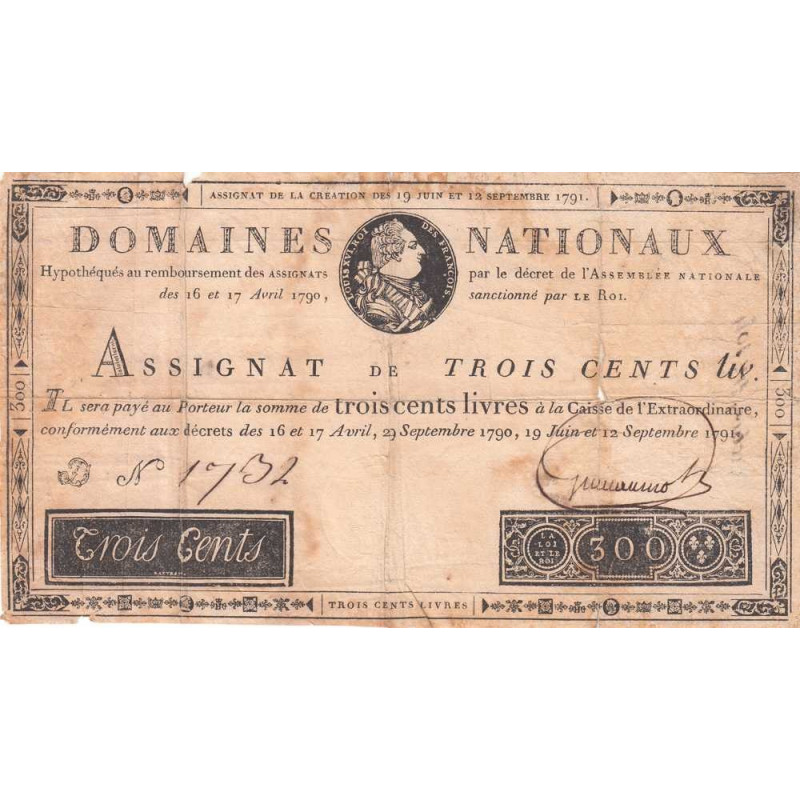 ASSIGNAT DE LA CREATION DES 19 JUIN ET 12 SEPTEMBRE 1791.
DOMAINES NATIONAUX
LOUIS XVI ROI DES FRANÇOIS
Hypothéqués au remboursement des ASSIGNATS par le décret de l'ASSEMBLÉE NATIONALE
des 16 et 17 Avril 1790, sanctionné par LE ROI.
ASSIGNAT DE TROIS CENTS liv.
IL sera payé au Porteur la somme de trois cents livres à la Caisse de l'Extraordinaire,
conformément aux décrets des 16 et 17 Avril, 29 Septembre 1790, 19 Juin et 12 Septembre 1791.
300
300
N 1732
Trois Cents
GATTEAUX
LA LOI ET LE ROI
300
TROIS CENTS LIVRES